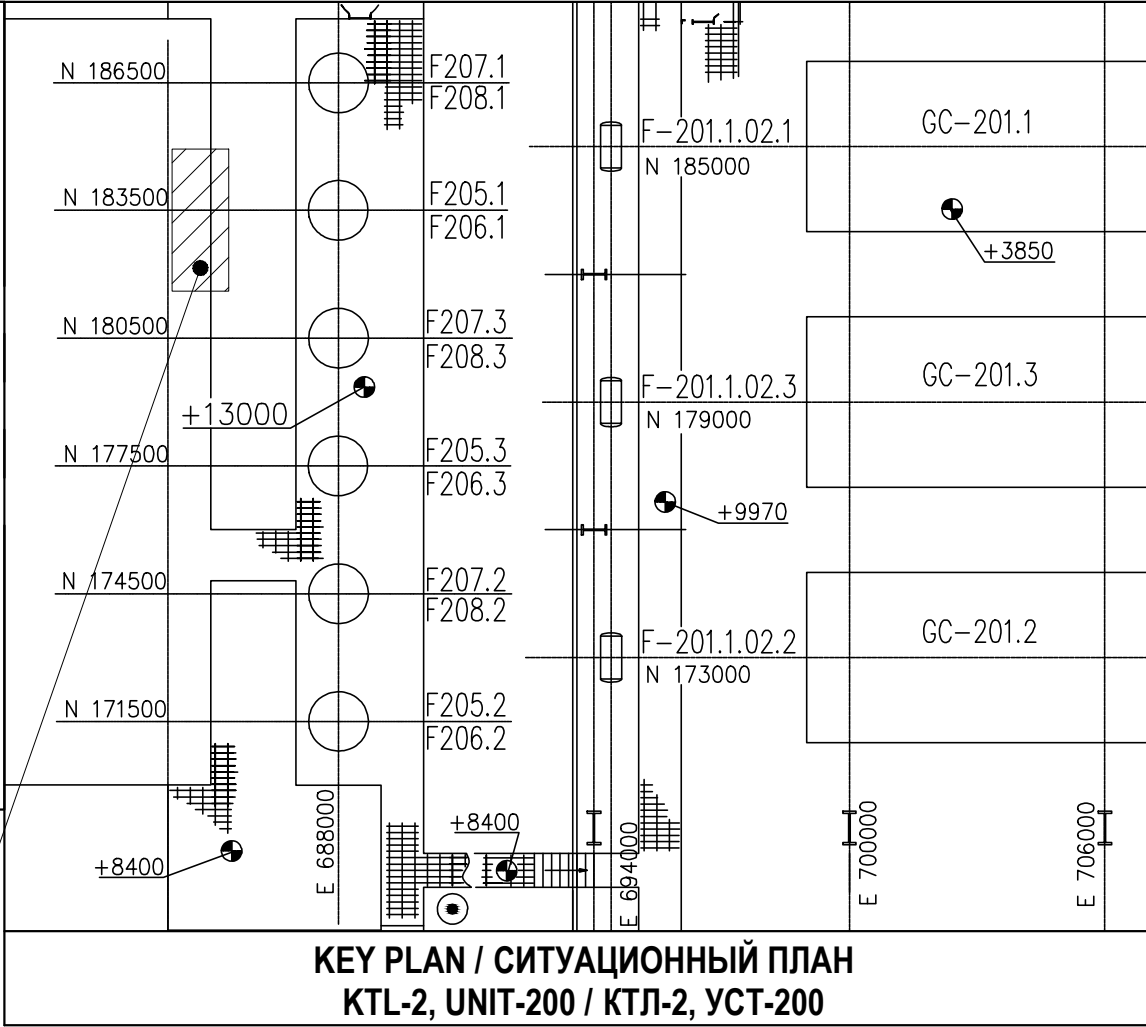 N 186500
F207.1
F208.1
F-201.1.02.1
N 185000
GC-201.1
N 183500
F205.1
F206.1
+3850
N 180500
F207.3
F208.3
F-201.1.02.3
N 179000
GC-201.3
+13000
N 177500
F205.3
F206.3
+9970
N 174500
F207.2
F208.2
F-201.1.02.2
N 173000
GC-201.2
N 171500
F205.2
F206.2
+8400
E 688000
+8400
E 694000
E 700000
E 706000
KEY PLAN / СИТУАЦИОННЫЙ ПЛАН
KTL-2, UNIT-200 / КТЛ-2, УСТ-200